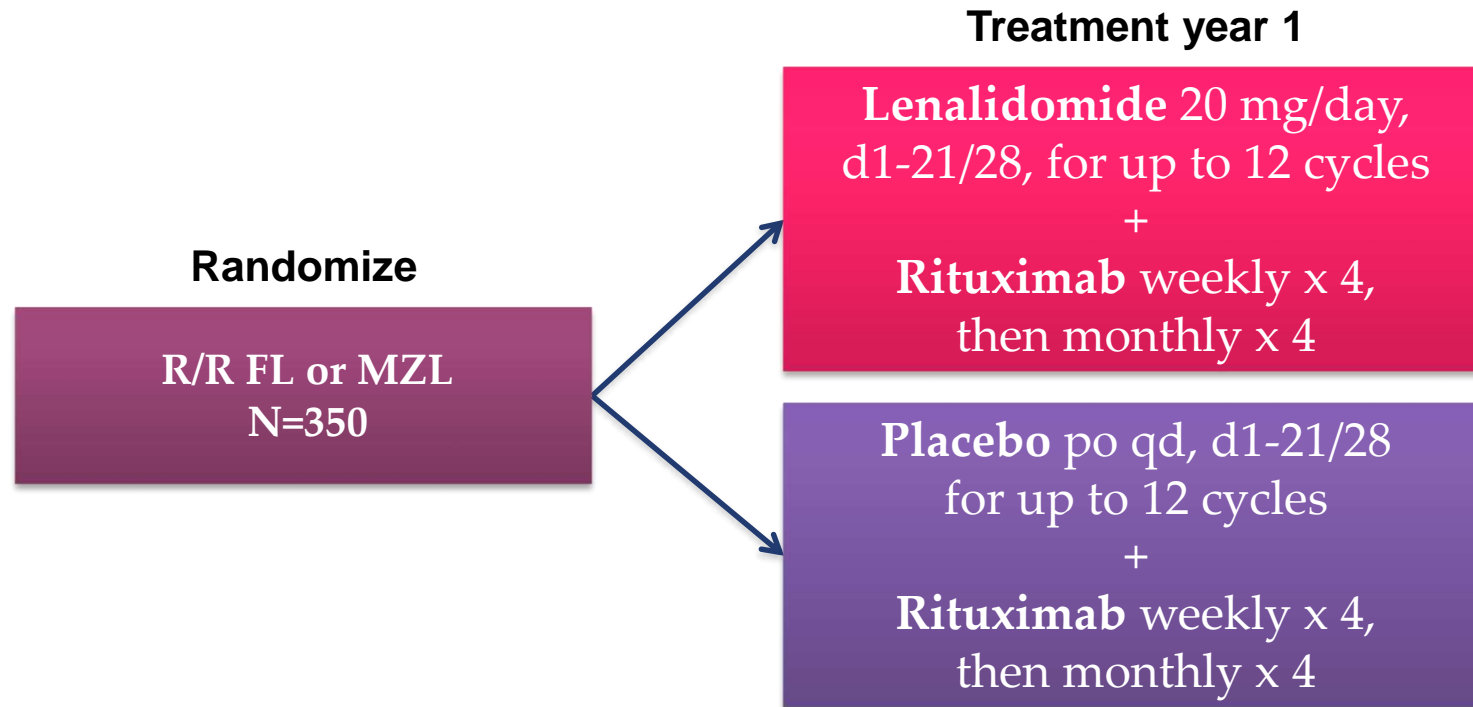 Treatment year 1
Lenalidomide 20 mg/day,
d1-21/28, for up to 12 cycles
+
Rituximab weekly x 4,
then monthly x 4
Randomize
R/R FL or MZL
N=350
Placebo po qd, d1-21/28
for up to 12 cycles
+
Rituximab weekly x 4,
then monthly x 4